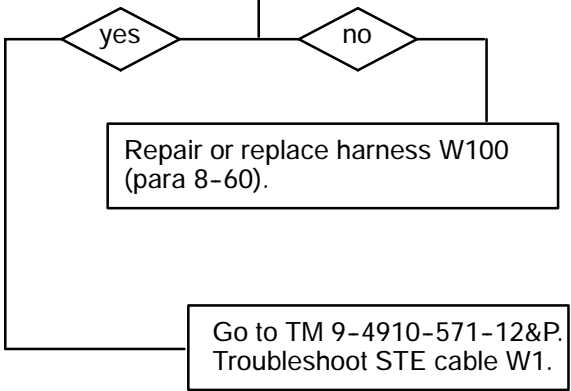 yes
no
Repair or replace harness W100
(para 8-60).
Go to TM 9-4910-571-12&P.
Troubleshoot STE cable W1.